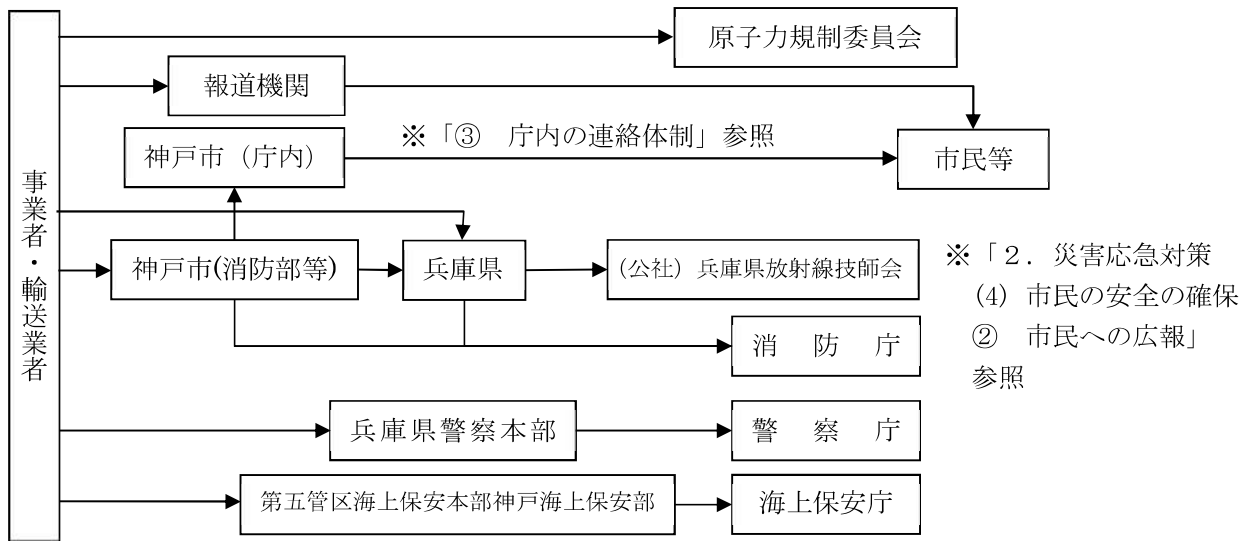 事業者・輸送業者
原子力規制委員会
報道機関
※「③　庁内の連絡体制」参照
神戸市（庁内）
市民等
神戸市(消防部等)
兵庫県
(公社）兵庫県放射線技師会
※「２．災害応急対策
(4) 市民の安全の確保
②　市民への広報」
参照
消　防　庁
兵庫県警察本部
警　察　庁
第五管区海上保安本部神戸海上保安部
海上保安庁